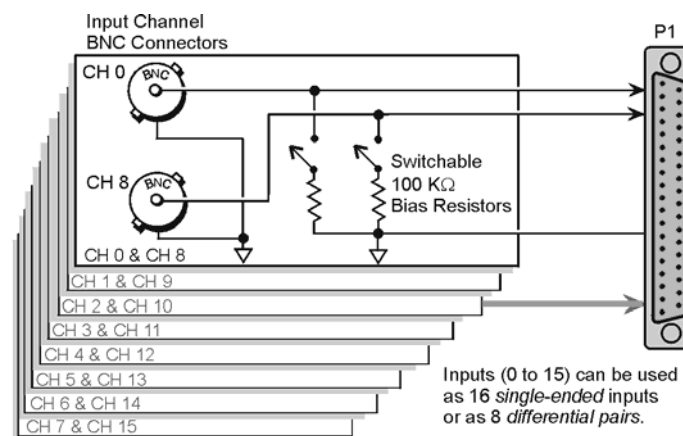 Input Channel
BNC Connectors
P1
CH 0
BNC
CH 8
BNC
Switchable
100 KΩ
Bias Resistors
CH 0 & CH 8
CH 1 & CH 9
CH 2 & CH 10
CH 3 & CH 11
CH 4 & CH 12
CH 5 & CH 13
CH 6 & CH 14
CH 7 & CH 15
Inputs (0 to 15) can be used
as 16 single-ended inputs
or as 8 differential pairs.